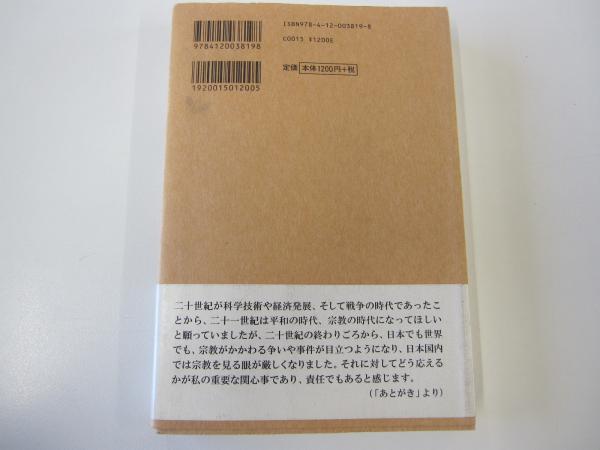 9784120038198
ISBN978-4-12-003819-8
C0015 ¥1200E
定価 本体1200円+税
1920015012005
二十世紀が科学技術や経済発展、そして戦争の時代であったこ
とから、二十一世紀は平和の時代、宗教の時代になってほしい
と願っていましたが、二十世紀の終わりごろから、日本でも世界
でも、宗教がかかわる争いや事件が目立つようになり、日本国内
では宗教を見る眼が厳しくなりました。それに対してどう応える
かが私の重要な関心事であり、責任でもあると感じます。
(「あとがき」より)